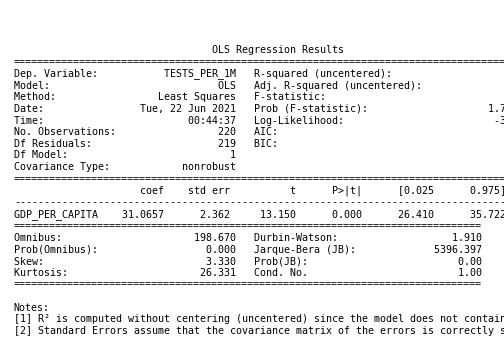 OLS Regression Results
================================================================================
Dep. Variable: TESTS_PER_1M R-squared (uncentered):
Model: OLS Adj. R-squared (uncentered):
Method: Least Squares F-statistic:
Date: Tue, 22 Jun 2021 Prob (F-statistic): 1.7
Time: 00:44:37 Log-Likelihood: -3
No. Observations: 220 AIC:
Df Residuals: 219 BIC:
Df Model: 1
Covariance Type: nonrobust
================================================================================
coef std err t P>|t| [0.025 0.975]
--------------------------------------------------------------------------------
GDP_PER_CAPITA 31.0657 2.362 13.150 0.000 26.410 35.722
==============================================================================
Omnibus: 198.670 Durbin-Watson: 1.910
Prob(Omnibus): 0.000 Jarque-Bera (JB): 5396.397
Skew: 3.330 Prob(JB): 0.00
Kurtosis: 26.331 Cond. No. 1.00
==============================================================================
Notes:
[1] R² is computed without centering (uncentered) since the model does not contain
[2] Standard Errors assume that the covariance matrix of the errors is correctly s